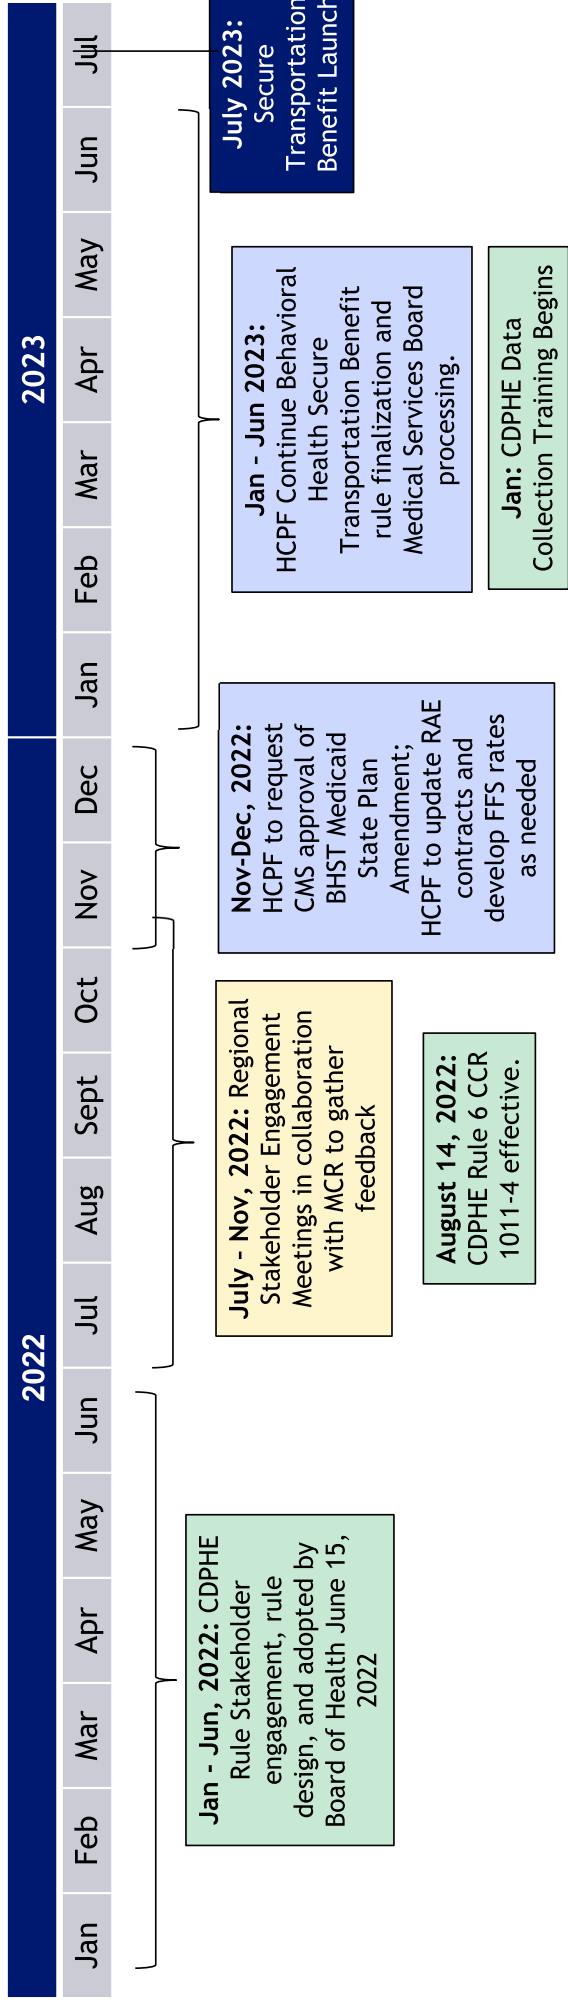 2022
2023
Jan
Feb
Mar
Apr
May
Jun
Jul
Aug
Sept
Oct
Nov
Dec
Jan
Feb
Mar
Apr
May
Jun
Jul
Jan - Jun, 2022: CDPHE
Rule Stakeholder
engagement, rule
design, and adopted by
Board of Health June 15,
2022
July - Nov, 2022: Regional
Stakeholder Engagement
Meetings in collaboration
with MCR to gather
feedback
August 14, 2022:
CDPHE Rule 6 CCR
1011-4 effective.
Nov-Dec, 2022:
HCPF to request
CMS approval of
BHST Medicaid
State Plan
Amendment;
HCPF to update RAE
contracts and
develop FFS rates
as needed
Jan - Jun 2023:
HCPF Continue Behavioral
Health Secure
Transportation Benefit
rule finalization and
Medical Services Board
processing.
Jan: CDPHE Data
Collection Training Begins
July 2023:
Secure
Transportation
Benefit Launch